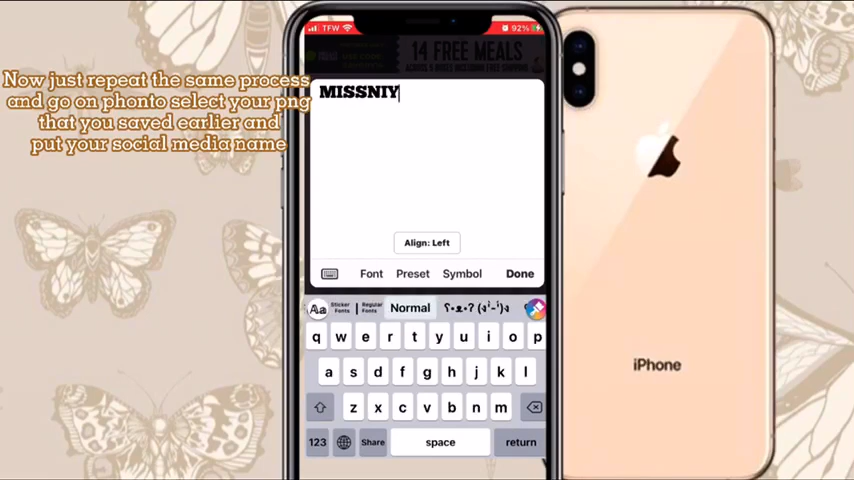 Now just repeat the same process
and go on phonto select your png
that you saved earlier and
put your social media name
TFW
92%
14 FREE MEALS
MISSNIY
Align: Left
Font Preset Symbol Done
Aa Sticker Fonts Regular Fonts Normal
q w e r t y u i o p
a s d f g h j k l
z x c v b n m
123 Share space return
iPhone